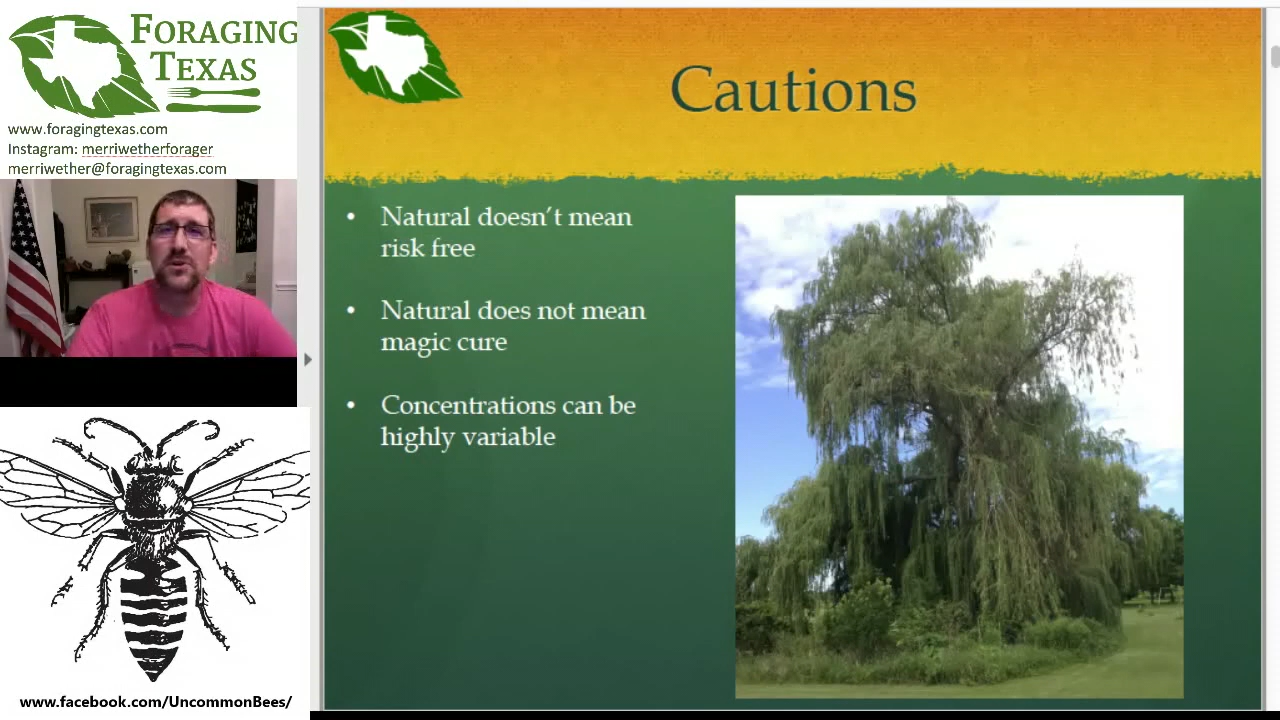 FORAGING
TEXAS
www.foragingtexas.com
Instagram: merriwetherforager
merriwether@foragingtexas.com
www.facebook.com/UncommonBees/
Cautions
• Natural doesn’t mean
risk free
• Natural does not mean
magic cure
• Concentrations can be
highly variable